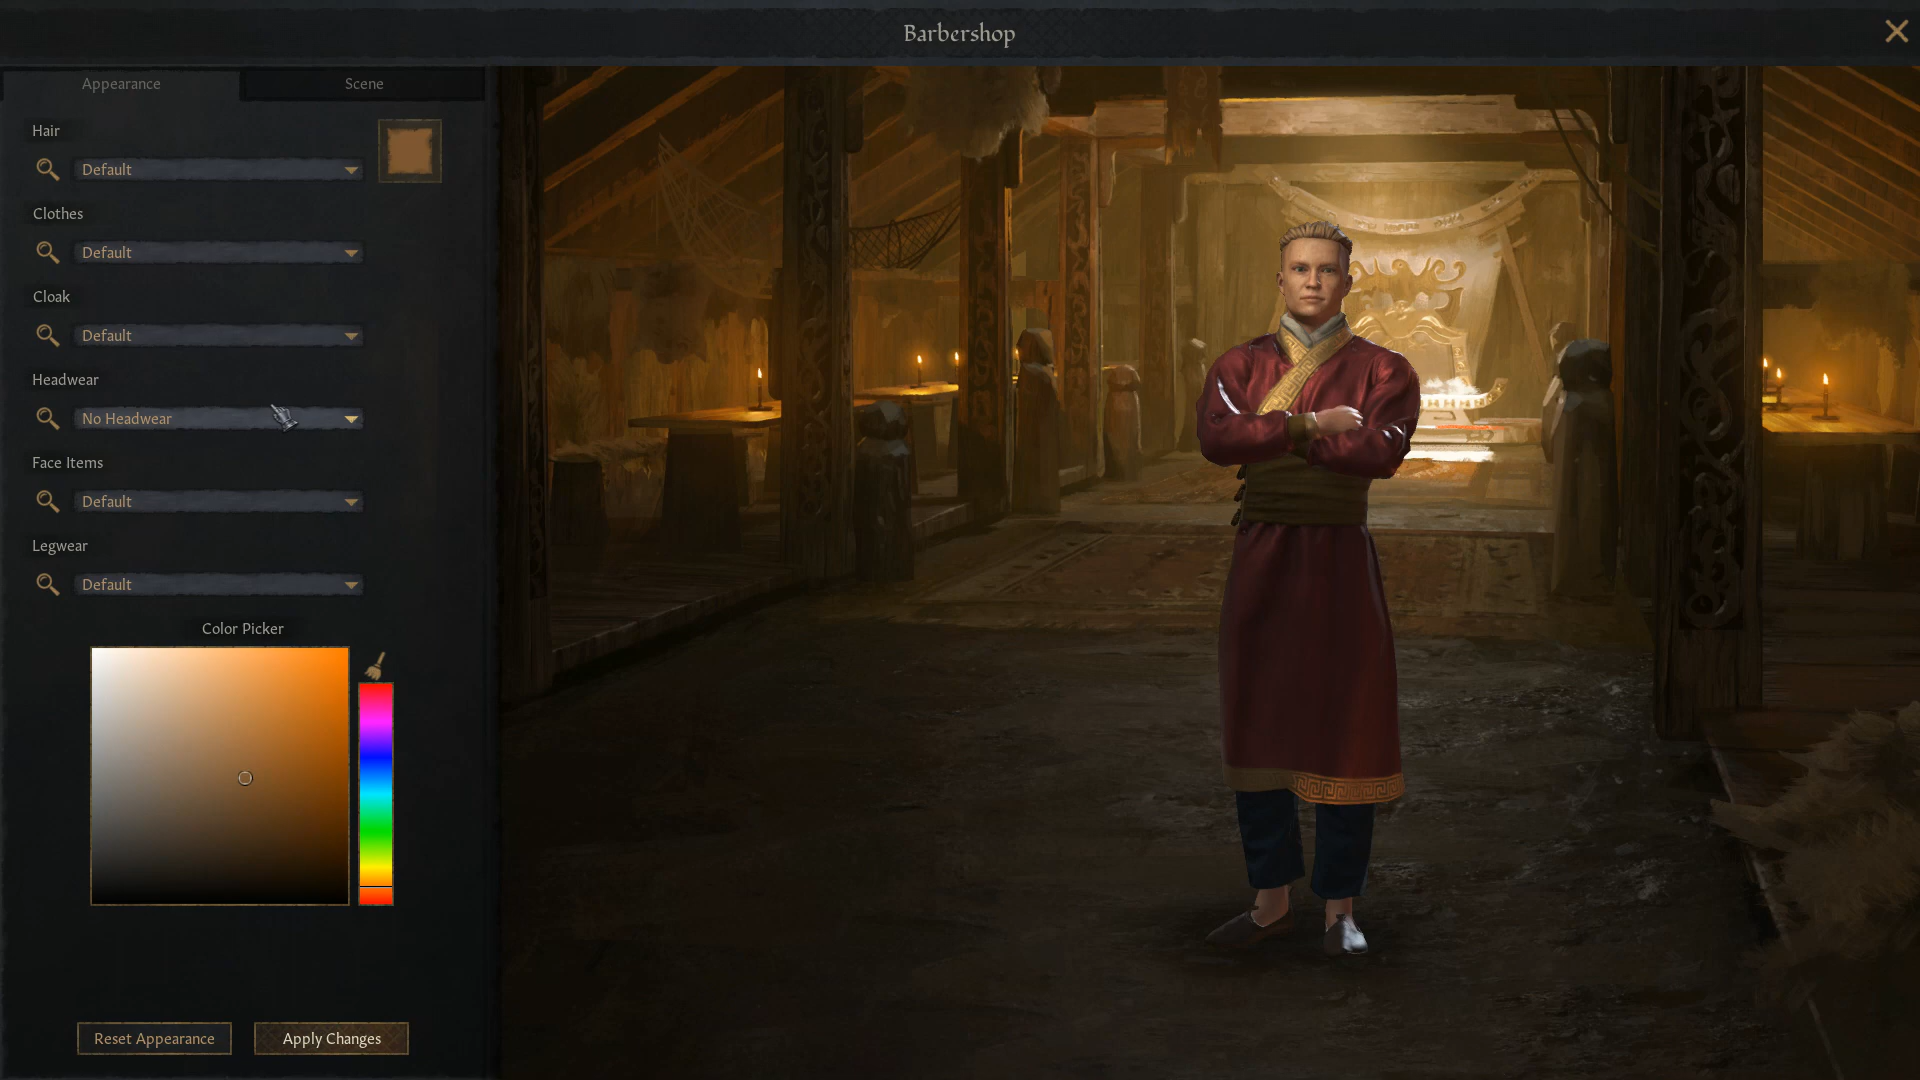 Barbershop
Appearance
Scene
Hair
Default
Clothes
Default
Cloak
Default
Headwear
No Headwear
Face Items
Default
Legwear
Default
Color Picker
Reset Appearance
Apply Changes